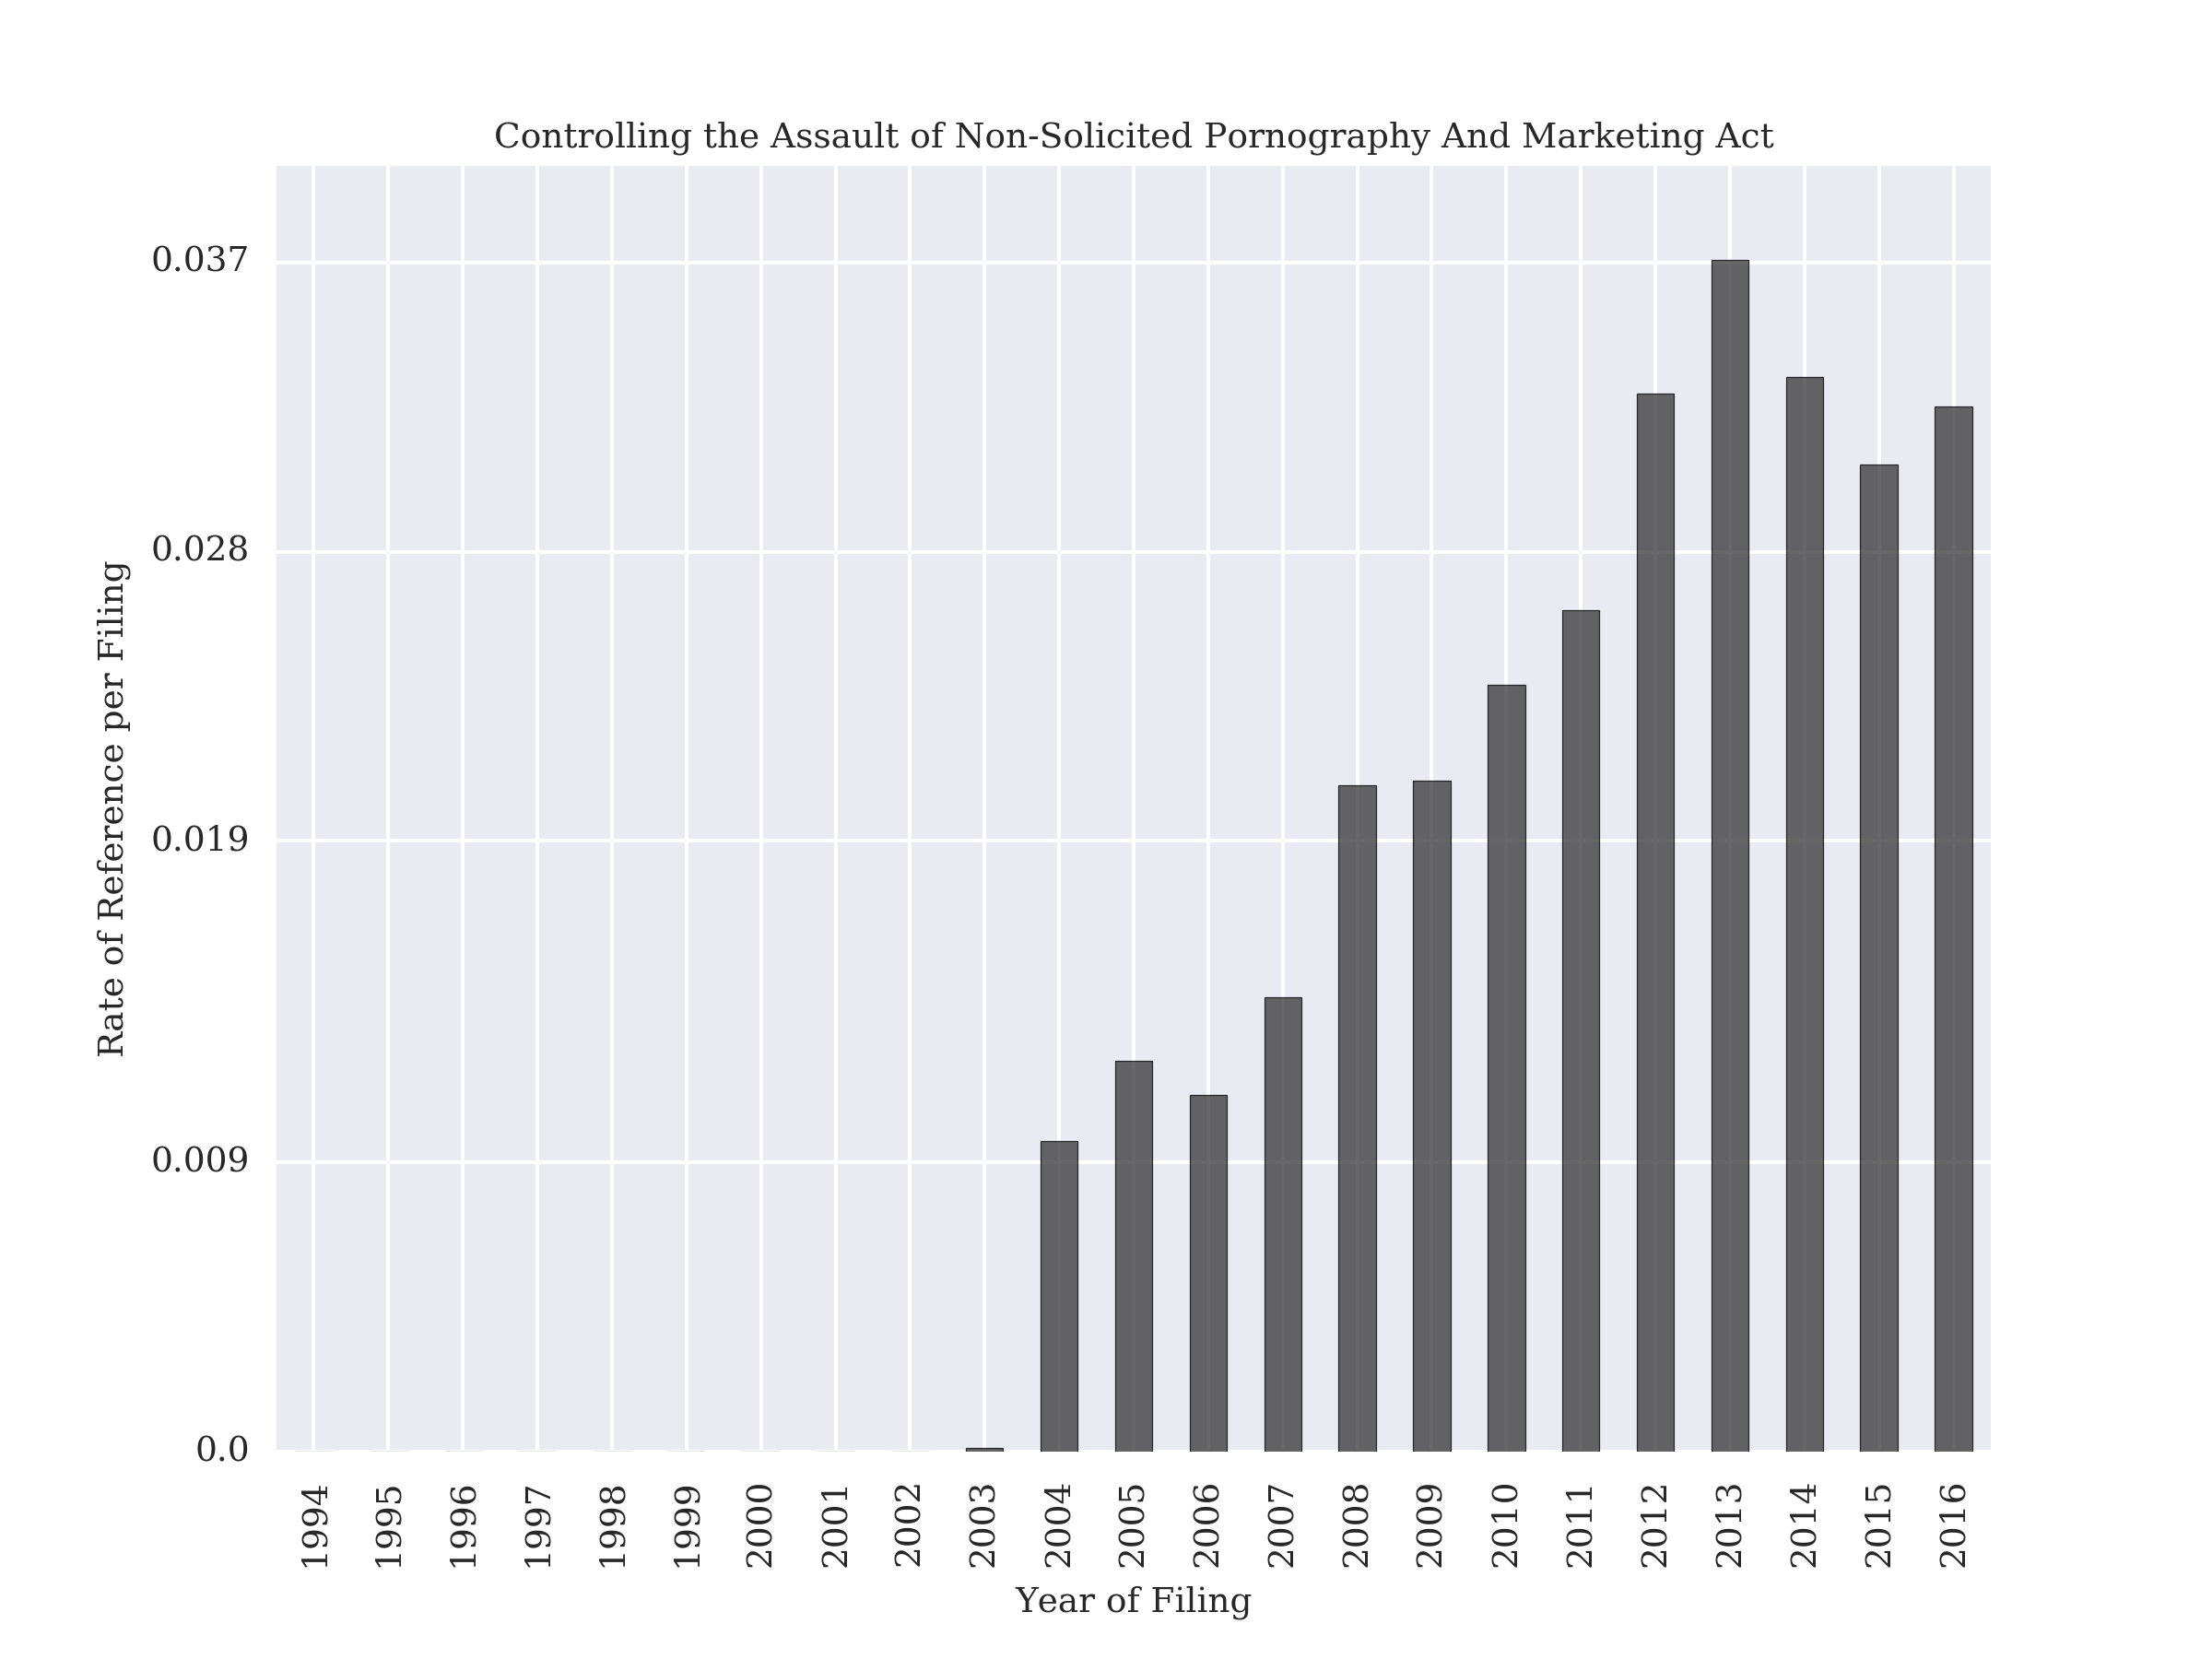 Controlling the Assault of Non-Solicited Pornography And Marketing Act
Rate of Reference per Filing
0.037
0.028
0.019
0.009
0.0
1994 1995 1996 1997 1998 1999 2000 2001 2002 2003 2004 2005 2006 2007 2008 2009 2010 2011 2012 2013 2014 2015 2016
Year of Filing